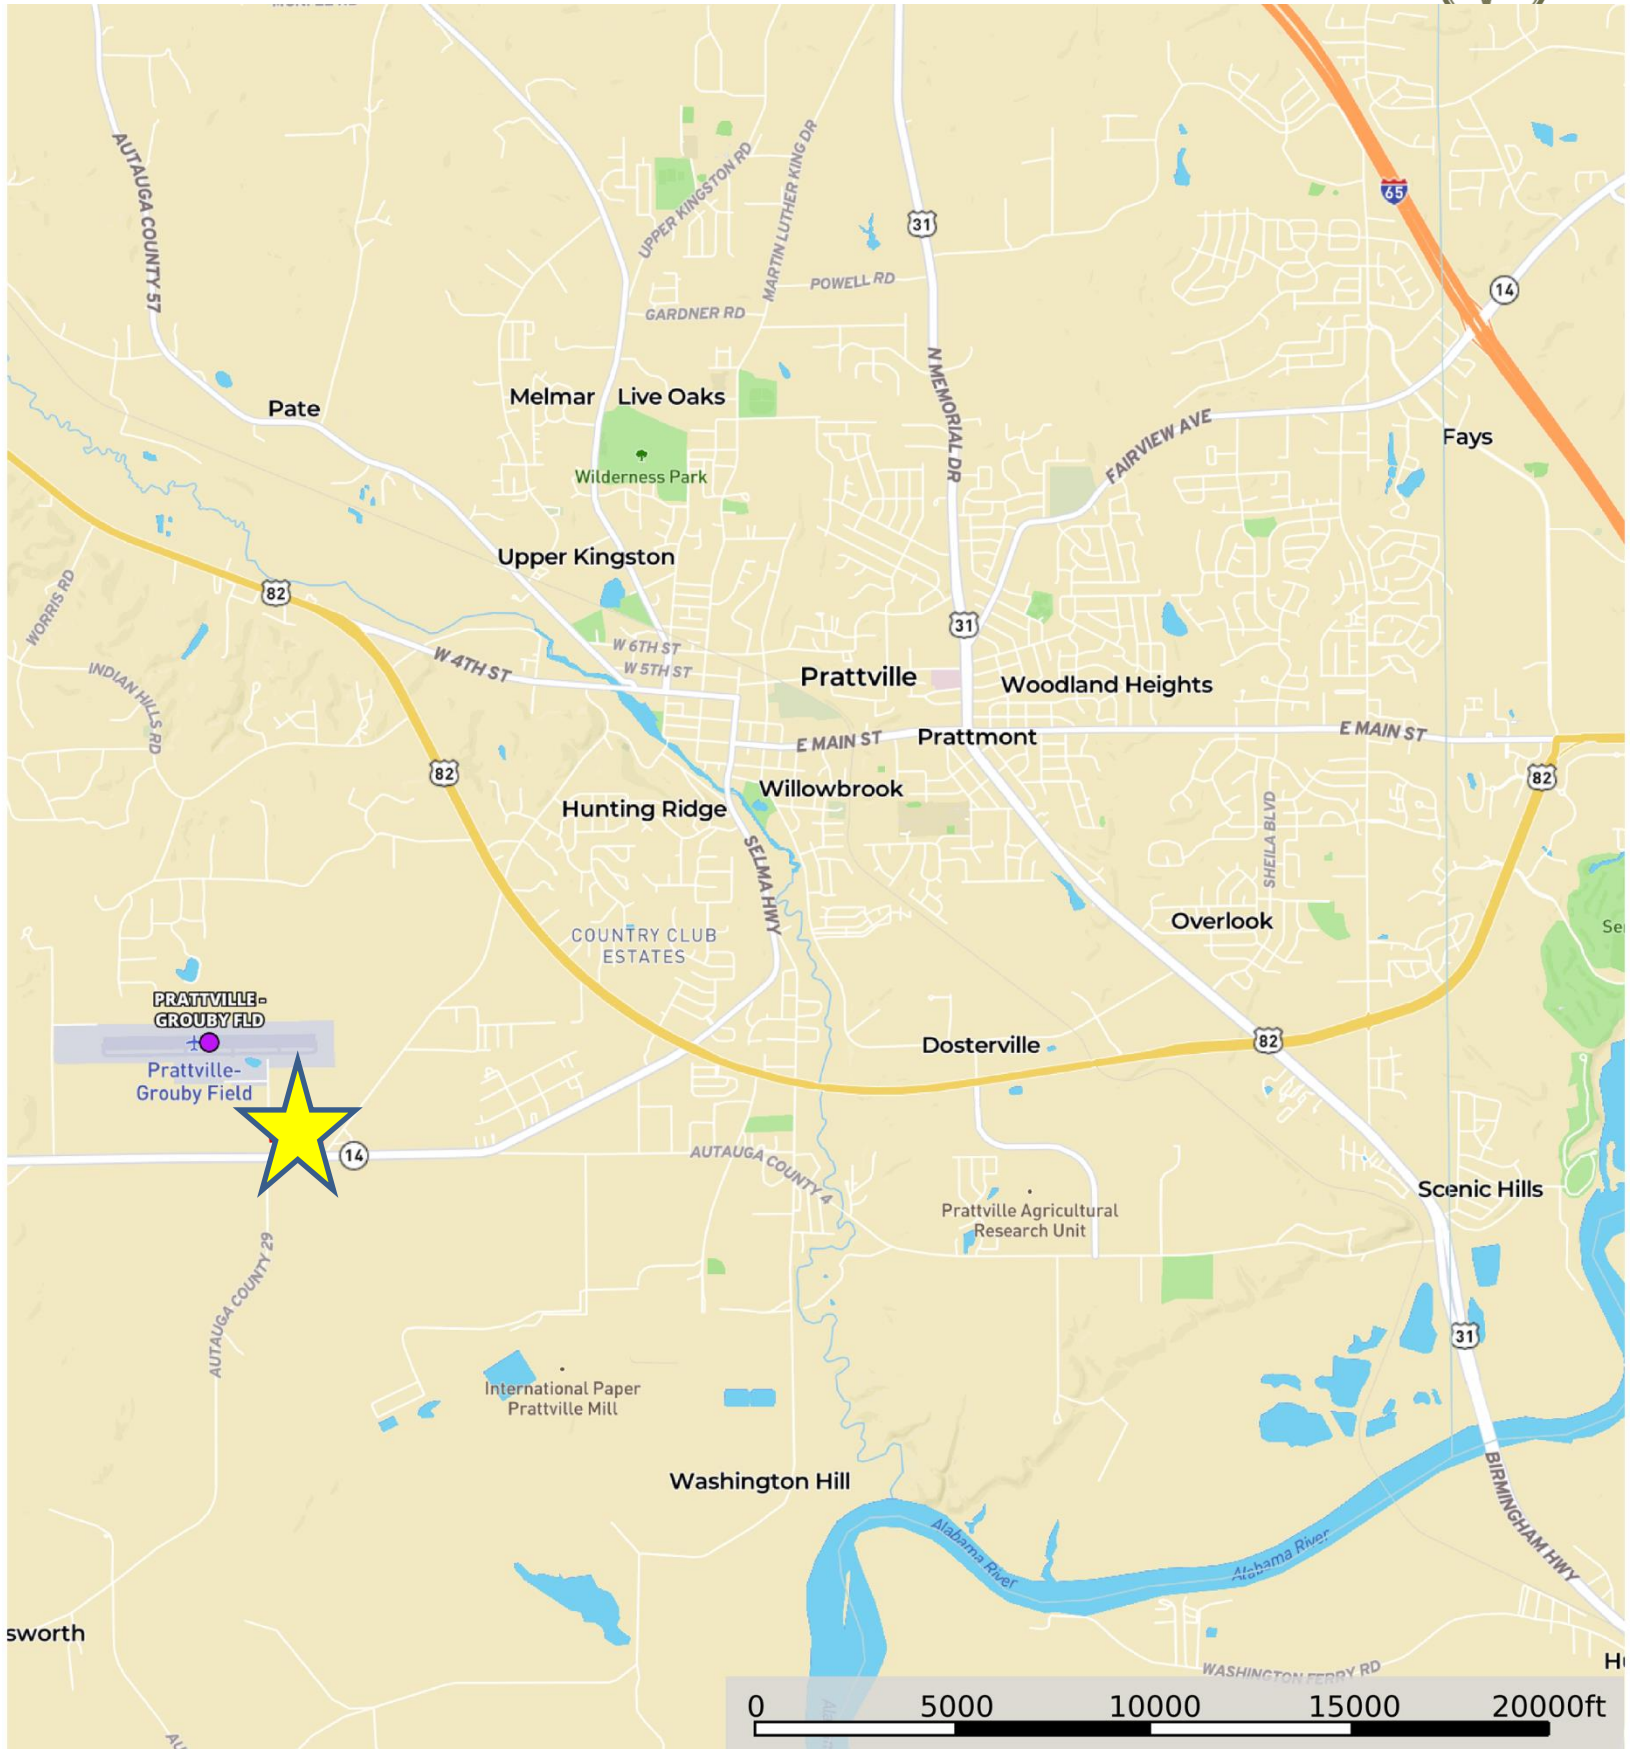 AUTAUGA COUNTY 57
UPPER KINGSTON RD
MARTIN LUTHER KING DR
31
65
14
POWELL RD
GARDNER RD
N MEMORIAL DR
Pate
Melmar
Live Oaks
FAIRVIEW AVE
Fays
Wilderness Park
Upper Kingston
82
WORRIS RD
31
W 6TH ST
W 5TH ST
W 4TH ST
INDIAN HILLS RD
Prattville
Woodland Heights
E MAIN ST
Prattmont
E MAIN ST
82
82
Willowbrook
Hunting Ridge
SHEILA BLVD
SELMA HWY
Overlook
Se
COUNTRY CLUB
ESTATES
PRATTVILLE-
GROUBY FLD
Prattville-
Grouby Field
Dosterville
82
14
AUTAUGA COUNTY 4
Scenic Hills
Prattville Agricultural
Research Unit
AUTAUGA COUNTY 29
31
International Paper
Prattville Mill
Washington Hill
BIRMINGHAM HWY
Alabama River
Alabama River
sworth
WASHINGTON FERRY RD
H
0 5000 10000 15000 20000ft
AU